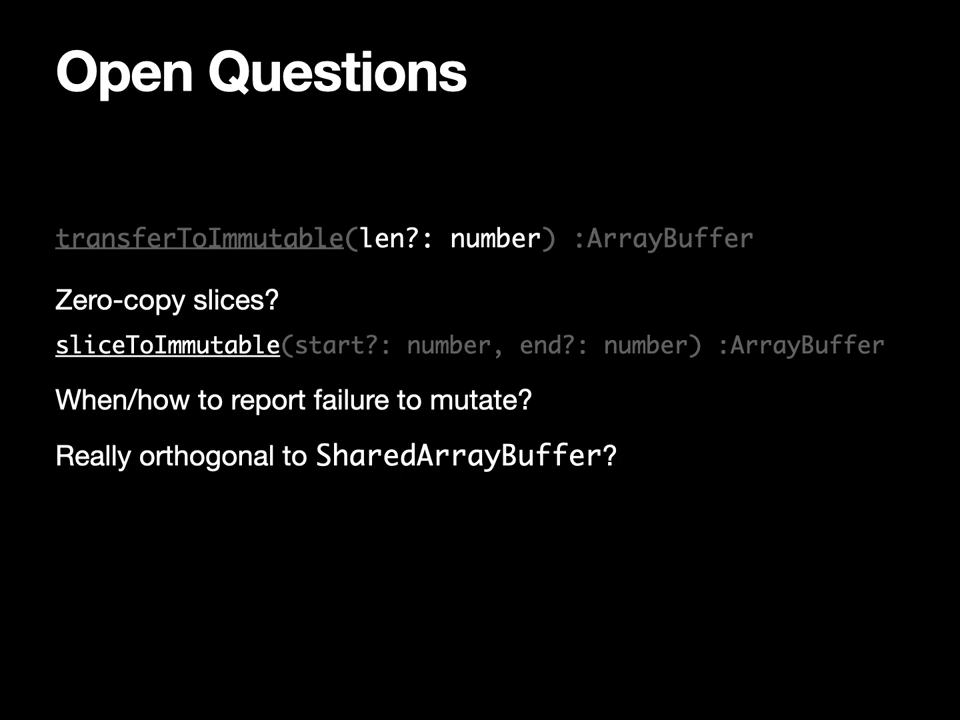 Open Questions
transferToImmutable(len?: number) :ArrayBuffer
Zero-copy slices?
sliceToImmutable(start?: number, end?: number) :ArrayBuffer
When/how to report failure to mutate?
Really orthogonal to SharedArrayBuffer?